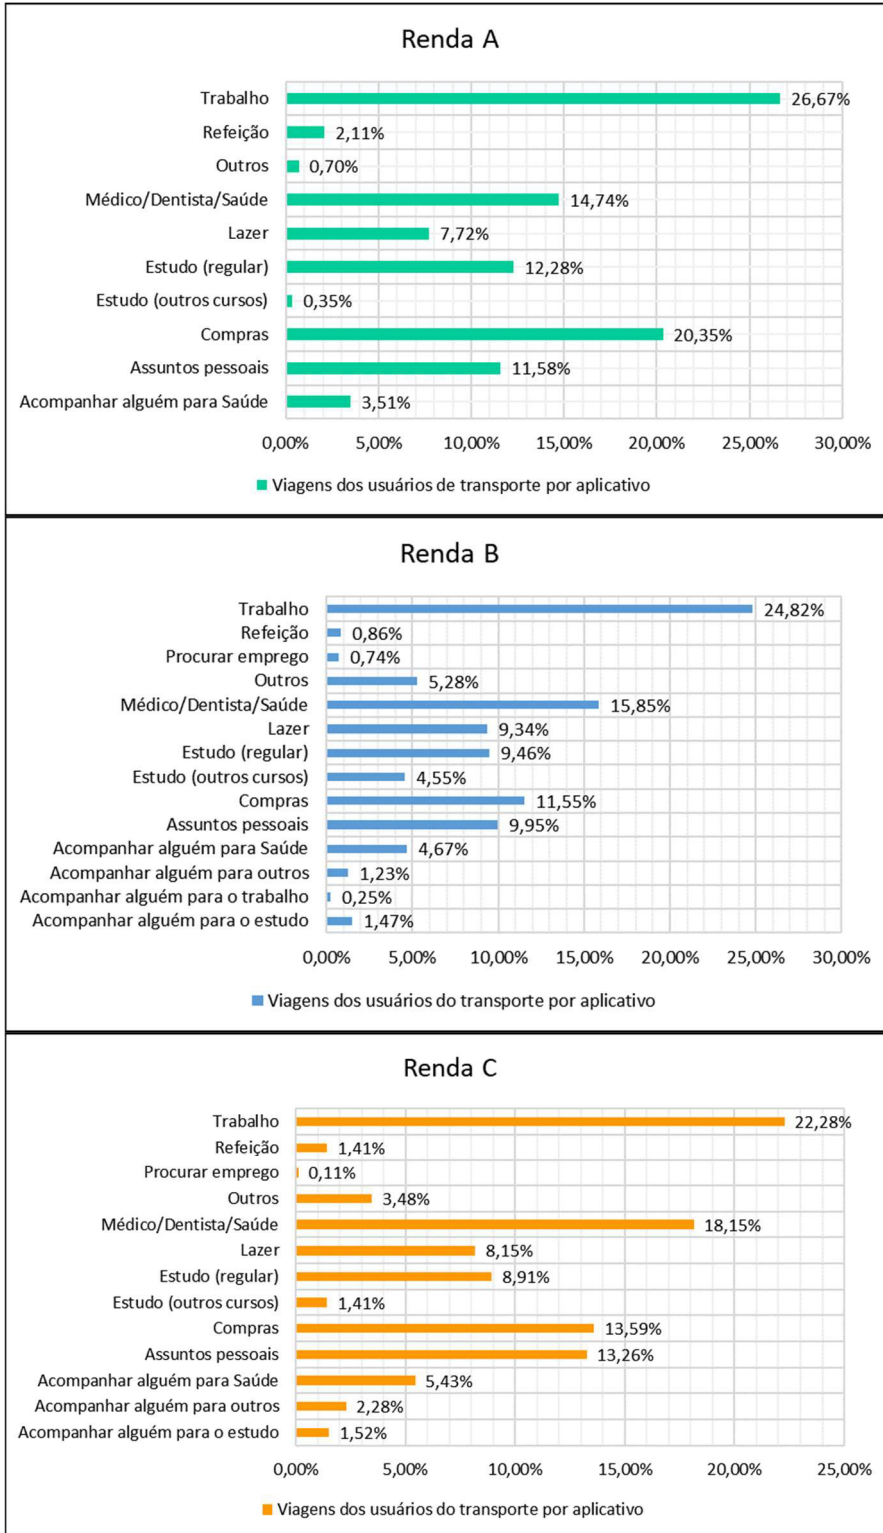 Renda A
Trabalho 26,67%
Refeição 2,11%
Outros 0,70%
Médico/Dentista/Saúde 14,74%
Lazer 7,72%
Estudo (regular) 12,28%
Estudo (outros cursos) 0,35%
Compras 20,35%
Assuntos pessoais 11,58%
Acompanhar alguém para Saúde 3,51%
0,00% 5,00% 10,00% 15,00% 20,00% 25,00% 30,00%
Viagens dos usuários de transporte por aplicativo
Renda B
Trabalho 24,82%
Refeição 0,86%
Procurar emprego 0,74%
Outros 5,28%
Médico/Dentista/Saúde 15,85%
Lazer 9,34%
Estudo (regular) 9,46%
Estudo (outros cursos) 4,55%
Compras 11,55%
Assuntos pessoais 9,95%
Acompanhar alguém para Saúde 4,67%
Acompanhar alguém para outros 1,23%
Acompanhar alguém para o trabalho 0,25%
Acompanhar alguém para o estudo 1,47%
0,00% 5,00% 10,00% 15,00% 20,00% 25,00% 30,00%
Viagens dos usuários do transporte por aplicativo
Renda C
Trabalho 22,28%
Refeição 1,41%
Procurar emprego 0,11%
Outros 3,48%
Médico/Dentista/Saúde 18,15%
Lazer 8,15%
Estudo (regular) 8,91%
Estudo (outros cursos) 1,41%
Compras 13,59%
Assuntos pessoais 13,26%
Acompanhar alguém para Saúde 5,43%
Acompanhar alguém para outros 2,28%
Acompanhar alguém para o estudo 1,52%
0,00% 5,00% 10,00% 15,00% 20,00% 25,00%
Viagens dos usuários do transporte por aplicativo